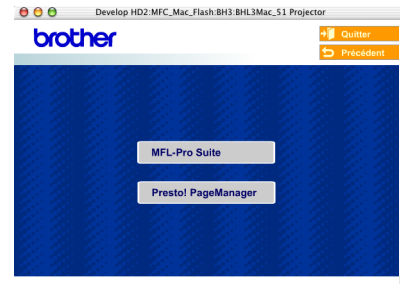 Develop HD2:MFC_Mac_Flash:BH3:BHL3Mac_51 Projector
brother
Quitter
Précédent
MFL-Pro Suite
Presto! PageManager